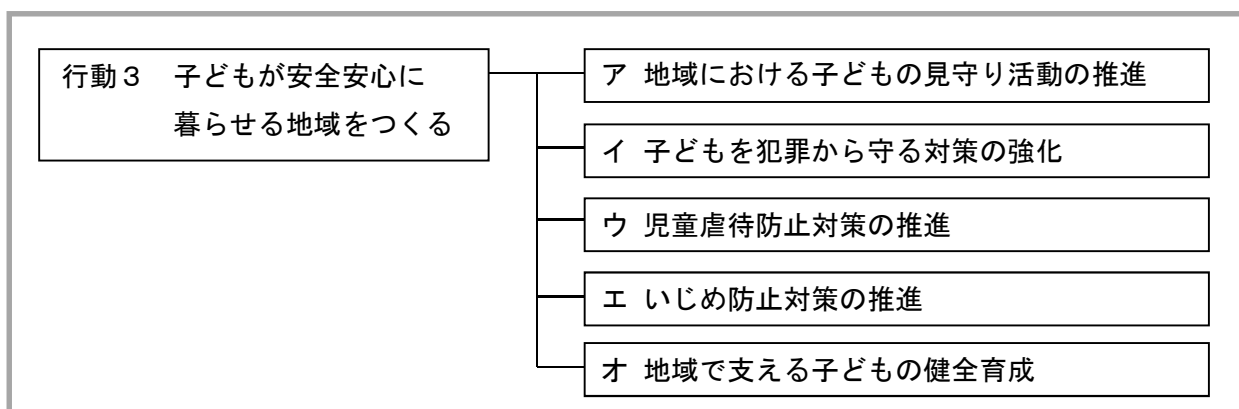 行動３　子どもが安全安心に
暮らせる地域をつくる
ア 地域における子どもの見守り活動の推進
イ 子どもを犯罪から守る対策の強化
ウ 児童虐待防止対策の推進
エ いじめ防止対策の推進
オ 地域で支える子どもの健全育成